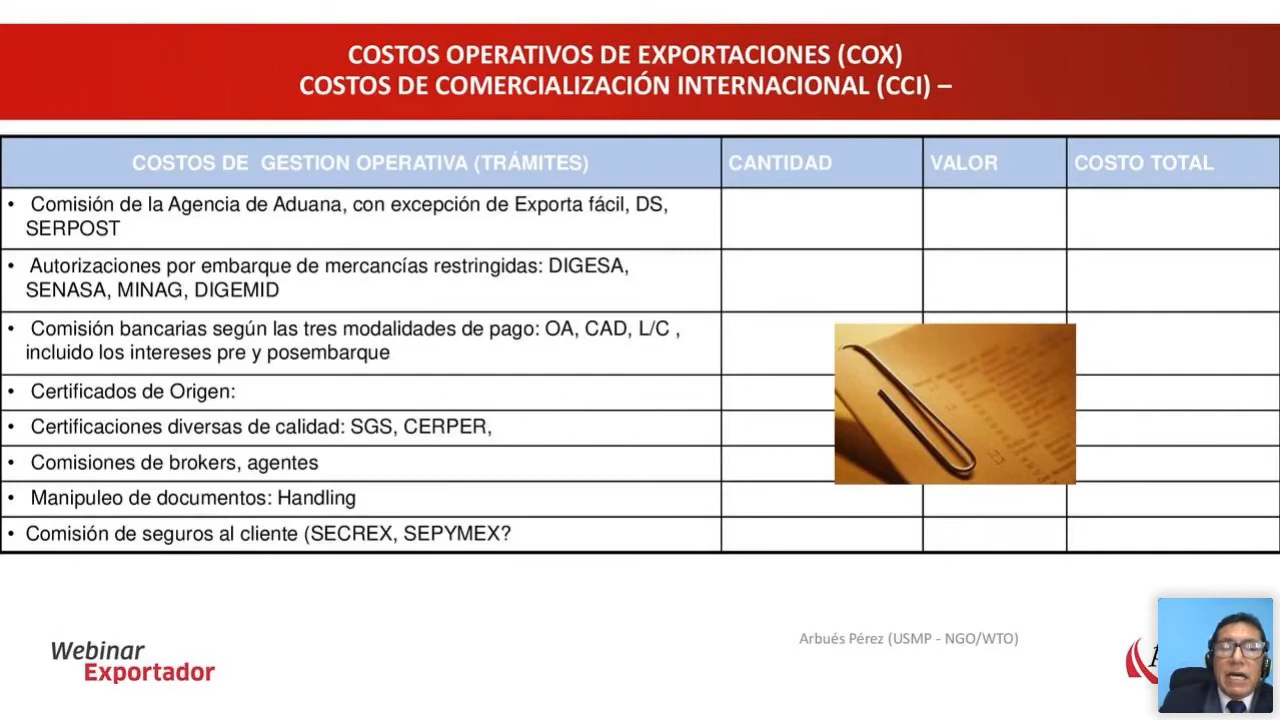 COSTOS OPERATIVOS DE EXPORTACIONES (COX)
COSTOS DE COMERCIALIZACIÓN INTERNACIONAL (CCI) –
COSTOS DE GESTION OPERATIVA (TRÁMITES) CANTIDAD VALOR COSTO TOTAL
• Comisión de la Agencia de Aduana, con excepción de Exporta fácil, DS,
SERPOST
• Autorizaciones por embarque de mercancías restringidas: DIGESA,
SENASA, MINAG, DIGEMID
• Comisión bancarias según las tres modalidades de pago: OA, CAD, L/C ,
incluido los intereses pre y posembarque
• Certificados de Origen:
• Certificaciones diversas de calidad: SGS, CERPER,
• Comisiones de brokers, agentes
• Manipuleo de documentos: Handling
• Comisión de seguros al cliente (SECREX, SEPYMEX?
Arbués Pérez (USMP - NGO/WTO)
Webinar
Exportador